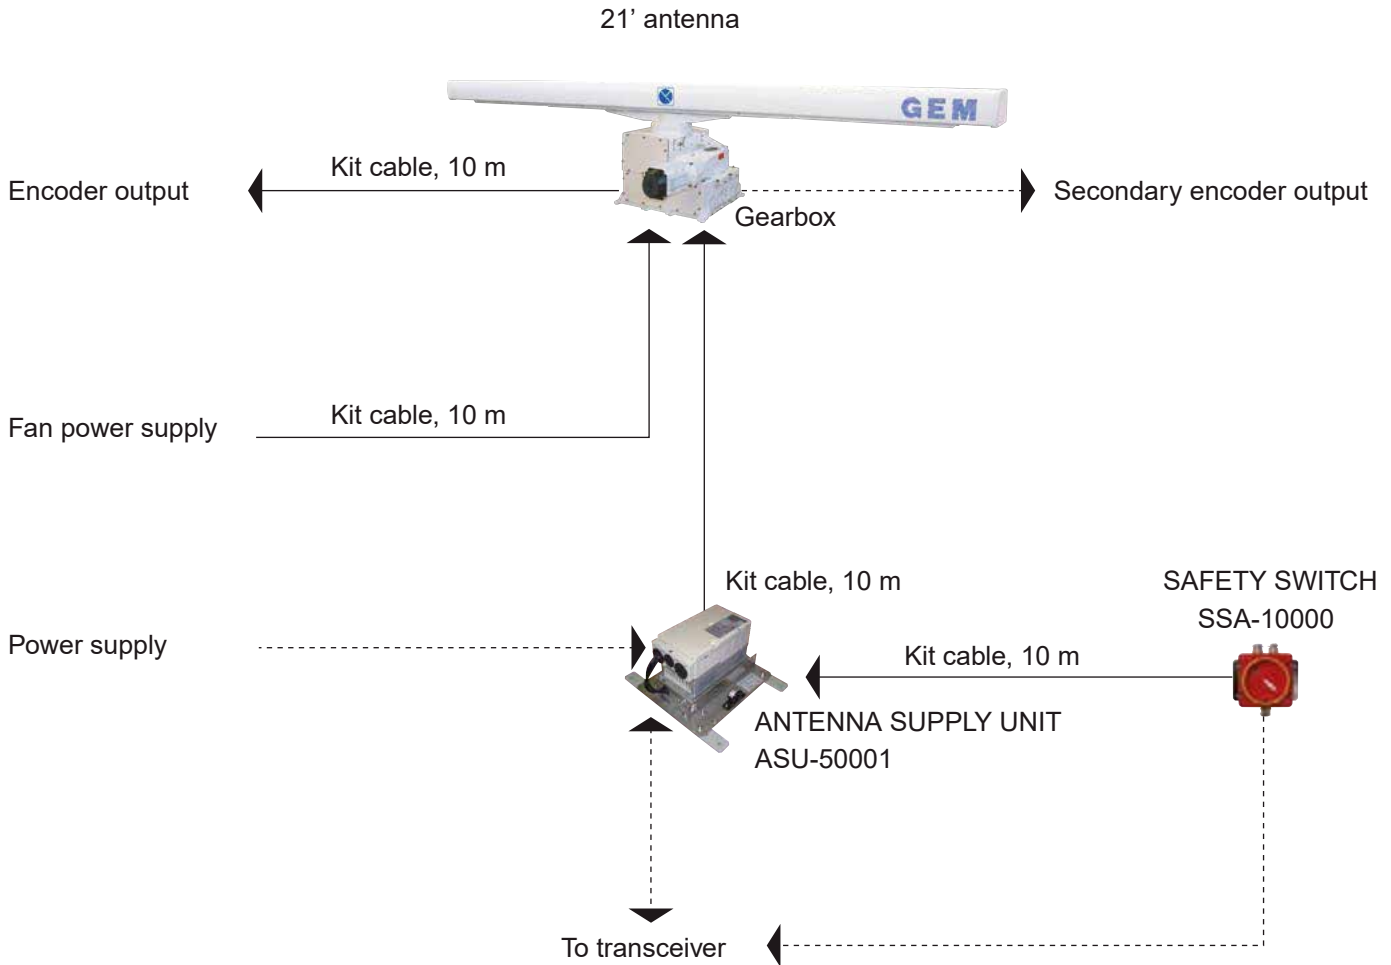 21’ antenna
GEM
Kit cable, 10 m
Encoder output
Secondary encoder output
Gearbox
Kit cable, 10 m
Fan power supply
Kit cable, 10 m
SAFETY SWITCH
SSA-10000
Power supply
Kit cable, 10 m
ANTENNA SUPPLY UNIT
ASU-50001
To transceiver